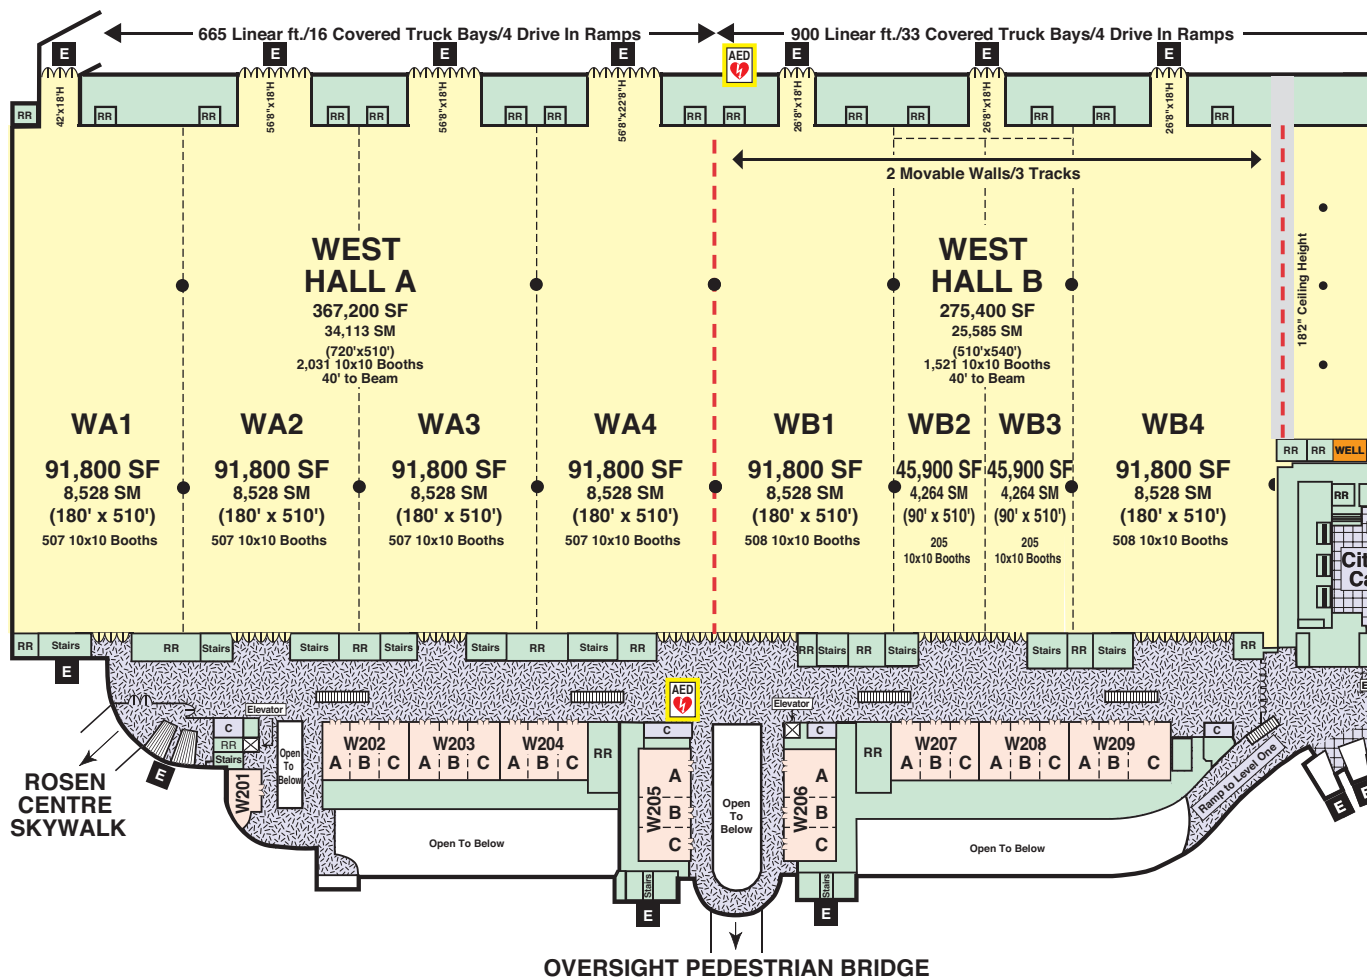 665 Linear ft./16 Covered Truck Bays/4 Drive In Ramps
900 Linear ft./33 Covered Truck Bays/4 Drive In Ramps
E
E
E
E
E
E
E
AED
42'x18'H
56'8"x18'H
56'8"x18'H
56'8"x22'8"H
26'8"x18'H
26'8"x18'H
26'8"x18'H
RR
RR
RR
RR
RR
RR
RR
RR
RR
RR
RR
RR
RR
RR
2 Movable Walls/3 Tracks
18'2" Ceiling Height
WEST
HALL A
367,200 SF
34,113 SM
(720'x510')
2,031 10x10 Booths
40' to Beam
WEST
HALL B
275,400 SF
25,585 SM
(510'x540')
1,521 10x10 Booths
40' to Beam
WA1
91,800 SF
8,528 SM
(180' x 510')
507 10x10 Booths
WA2
91,800 SF
8,528 SM
(180' x 510')
507 10x10 Booths
WA3
91,800 SF
8,528 SM
(180' x 510')
507 10x10 Booths
WA4
91,800 SF
8,528 SM
(180' x 510')
507 10x10 Booths
WB1
91,800 SF
8,528 SM
(180' x 510')
508 10x10 Booths
WB2
45,900 SF
4,264 SM
(90' x 510')
205
10x10 Booths
WB3
45,900 SF
4,264 SM
(90' x 510')
205
10x10 Booths
WB4
91,800 SF
8,528 SM
(180' x 510')
508 10x10 Booths
RR
RR
WELL
RR
Cit
Ca
RR
Stairs
RR
Stairs
Stairs
RR
Stairs
Stairs
RR
Stairs
RR
RR
Stairs
RR
Stairs
Stairs
RR
Stairs
RR
E
AED
Elevator
Elevator
C
RR
Stairs
E
W201
Open
To
Below
W202
A B C
W203
A B C
W204
A B C
RR
C
W205
A
B
C
Open
To
Below
C
W206
A
B
C
RR
W207
A B C
W208
A B C
W209
A B C
C
Ramp to Level One
E
E
ROSEN
CENTRE
SKYWALK
Open To Below
Open To Below
Stairs
Stairs
E
E
OVERSIGHT PEDESTRIAN BRIDGE